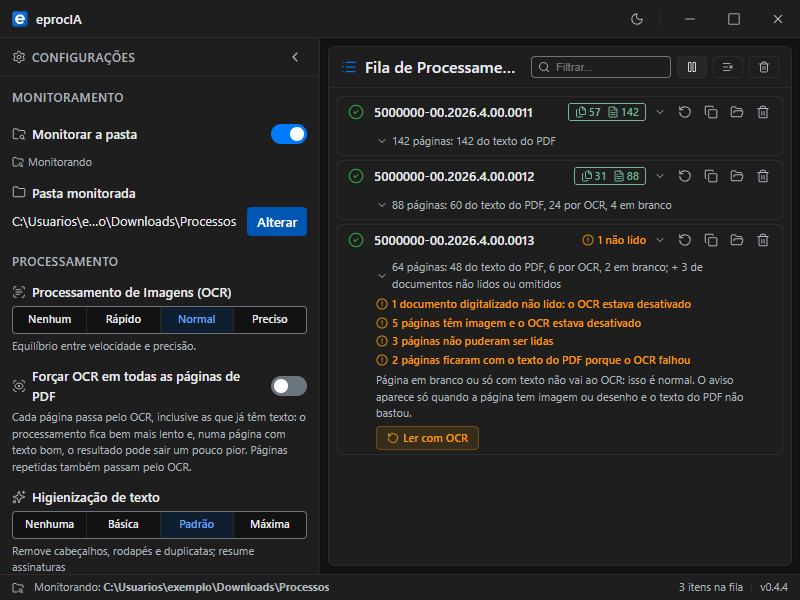 eprocIA
CONFIGURAÇÕES
MONITORAMENTO
Monitorar a pasta
Monitorando
Pasta monitorada
C:\Usuarios\e...o\Downloads\Processos
Alterar
PROCESSAMENTO
Processamento de Imagens (OCR)
Nenhum Rápido Normal Preciso
Equilíbrio entre velocidade e precisão.
Forçar OCR em todas as páginas de
PDF
Cada página passa pelo OCR, inclusive as que já têm texto: o
processamento fica bem mais lento e, numa página com
texto bom, o resultado pode sair um pouco pior. Páginas
repetidas também passam pelo OCR.
Higienização de texto
Nenhuma Básica Padrão Máxima
Remove cabeçalhos, rodapés e duplicatas; resume
assinaturas
Fila de Processame...
Filtrar...
5000000-00.2026.4.00.0011 57 142
142 páginas: 142 do texto do PDF
5000000-00.2026.4.00.0012 31 88
88 páginas: 60 do texto do PDF, 24 por OCR, 4 em branco
5000000-00.2026.4.00.0013 1 não lido
64 páginas: 48 do texto do PDF, 6 por OCR, 2 em branco; + 3 de
documentos não lidos ou omitidos
1 documento digitalizado não lido: o OCR estava desativado
5 páginas têm imagem e o OCR estava desativado
3 páginas não puderam ser lidas
2 páginas ficaram com o texto do PDF porque o OCR falhou
Página em branco ou só com texto não vai ao OCR: isso é normal. O aviso
aparece só quando a página tem imagem ou desenho e o texto do PDF não
bastou.
Ler com OCR
Monitorando: C:\Usuarios\exemplo\Downloads\Processos
3 itens na fila v0.4.4